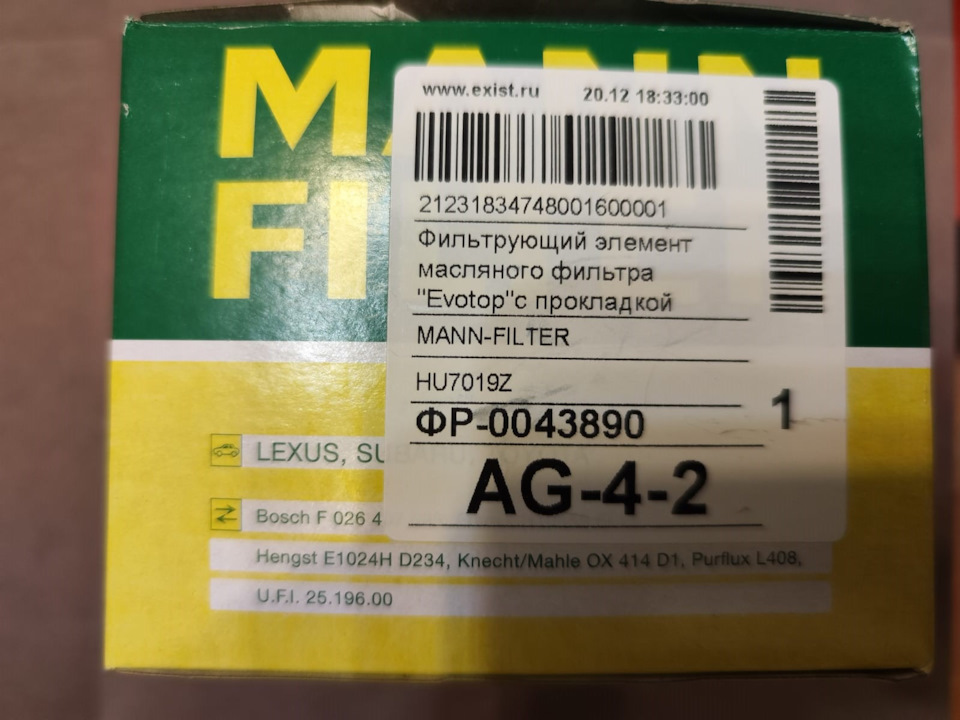 MANN
FI
www.exist.ru 20.12 18:33:00
21231834748001600001
Фильтрующий элемент
масляного фильтра
"Evotop"с прокладкой
MANN-FILTER
HU7019Z
ФР-0043890
1
AG-4-2
LEXUS, SUBARU, TOYOTA
Bosch F 026 4
Hengst E1024H D234, Knecht/Mahle OX 414 D1, Purflux L408,
U.F.I. 25.196.00